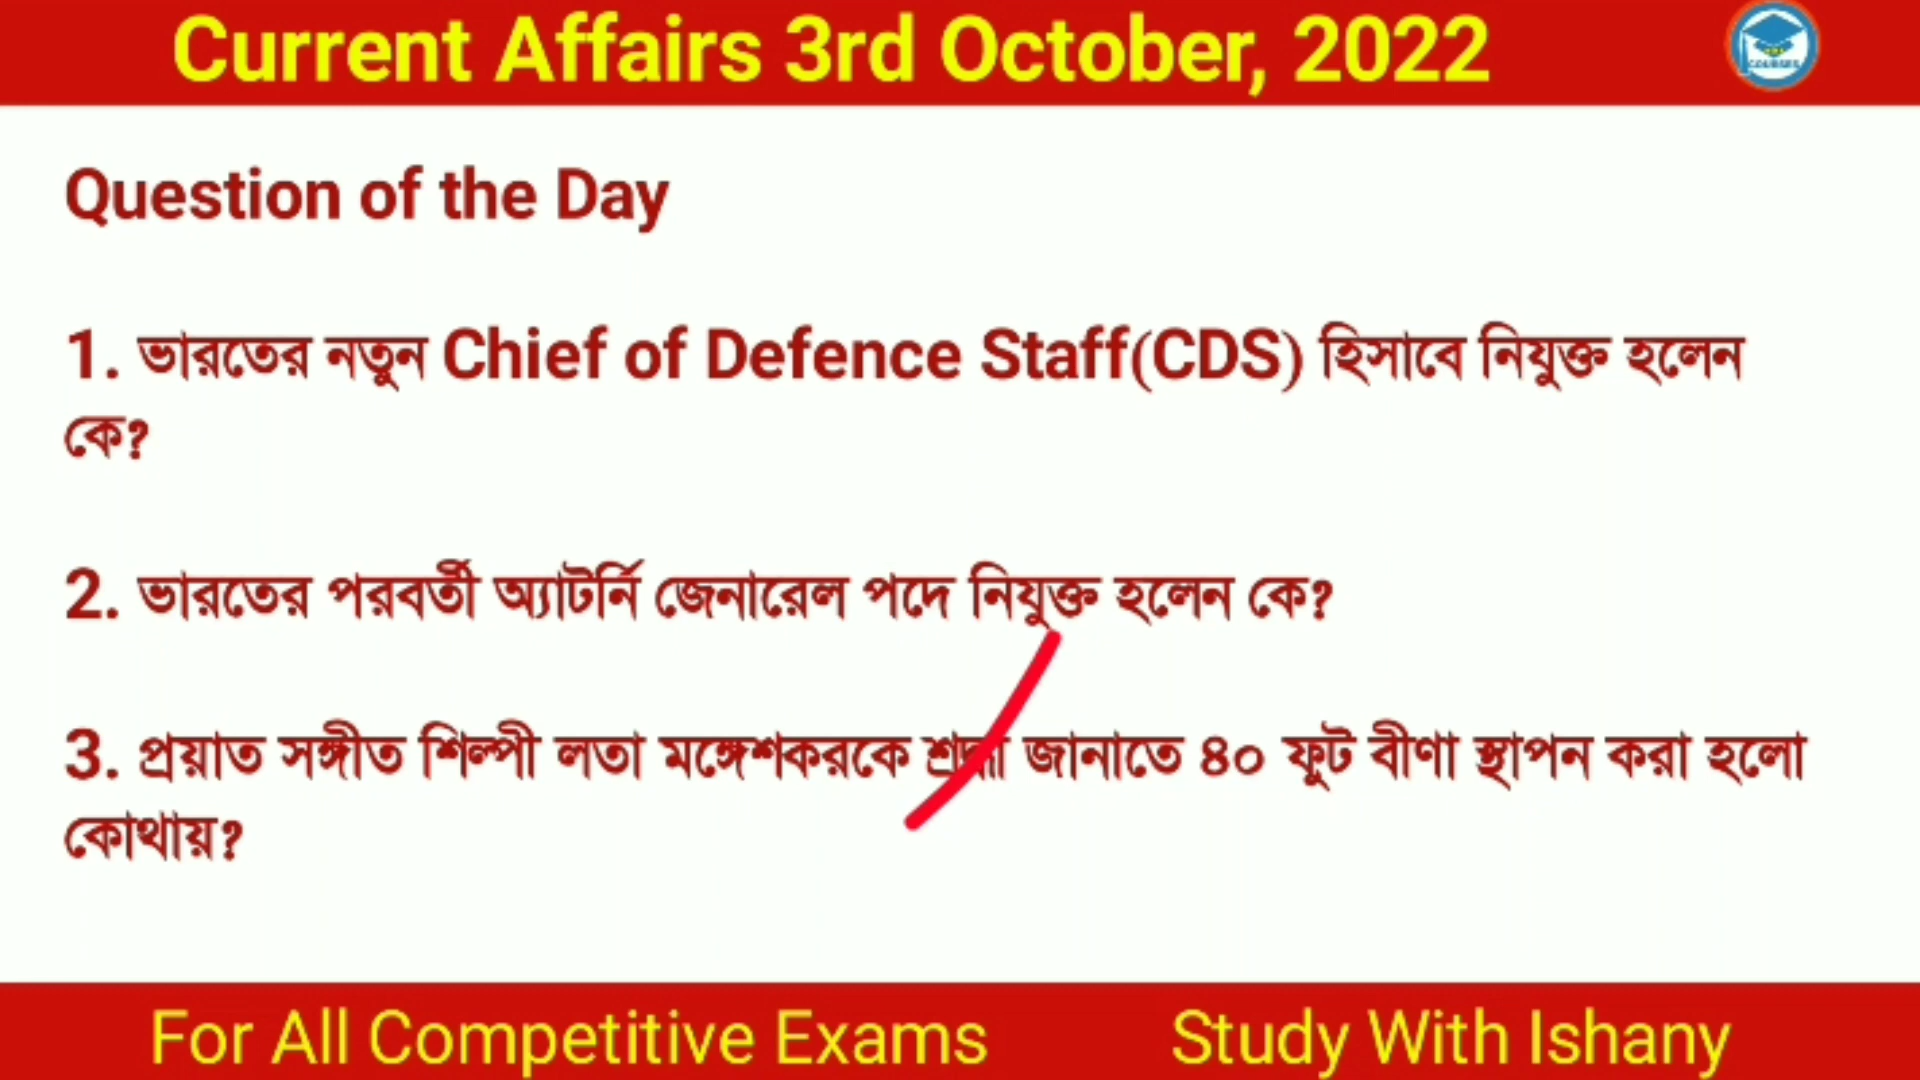 Current Affairs 3rd October, 2022
COURSES
Question of the Day
1. ভারতের নতুন Chief of Defence Staff(CDS) হিসাবে নিযুক্ত হলেন
কে?
2. ভারতের পরবর্তী অ্যাটর্নি জেনারেল পদে নিযুক্ত হলেন কে?
3. প্রয়াত সঙ্গীত শিল্পী লতা মঙ্গেশকরকে শ্রদ্ধা জানাতে ৪০ ফুট বীণা স্থাপন করা হলো
কোথায়?
For All Competitive Exams
Study With Ishany